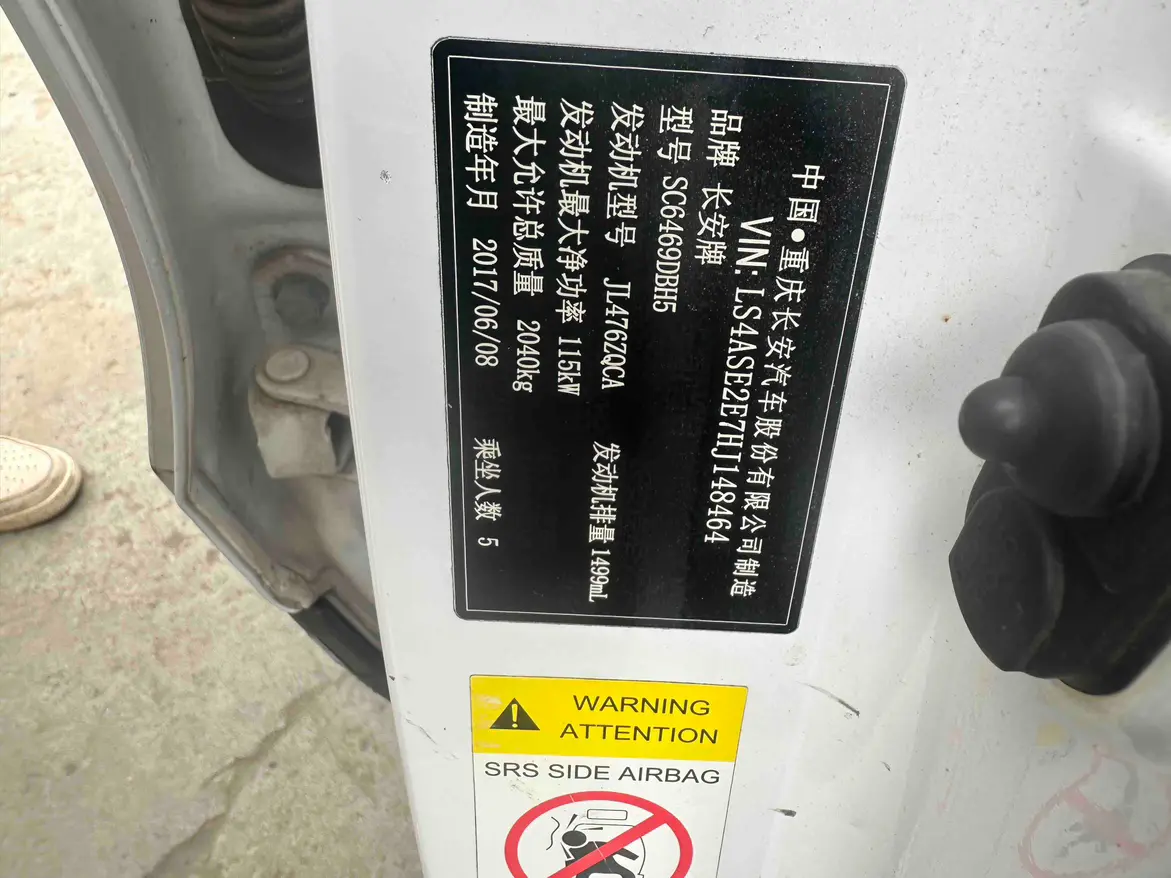 中国●重庆长安汽车股份有限公司制造
VIN:LS4ASE2E7HJ148464
品牌 长安牌
型号 SC6469DBH5
发动机型号 JL476ZQCA 发动机排量 1499mL
发动机最大净功率 115kW
最大允许总质量 2040kg
制造年月 2017/06/08 乘坐人数 5
WARNING
ATTENTION
SRS SIDE AIRBAG